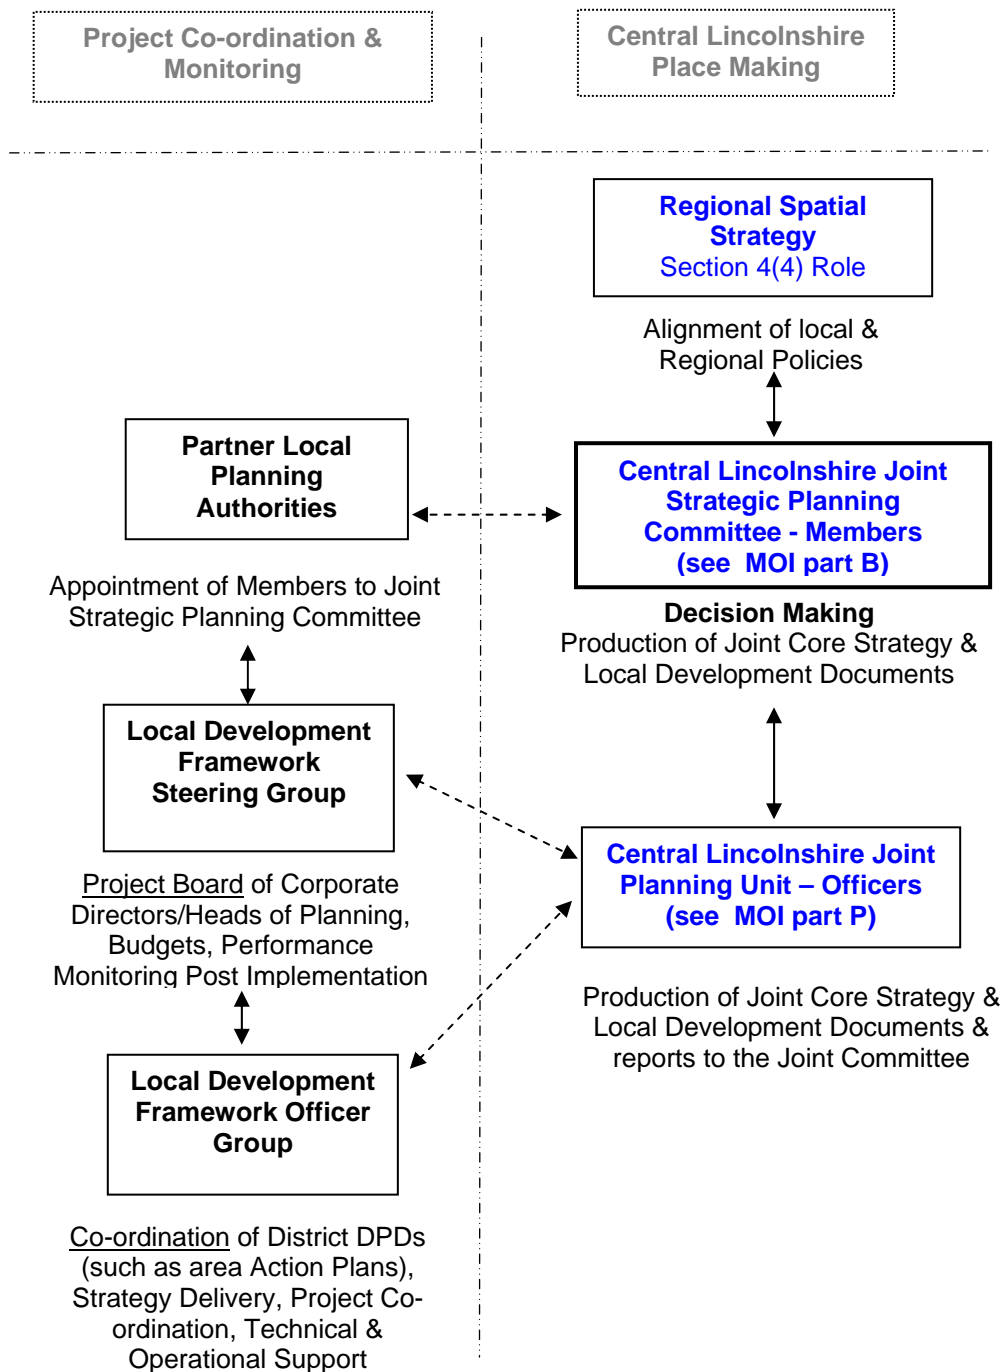 Project Co-ordination &
Monitoring
Central Lincolnshire
Place Making
Regional Spatial
Strategy
Section 4(4) Role
Alignment of local &
Regional Policies
Partner Local
Planning
Authorities
Central Lincolnshire Joint
Strategic Planning
Committee - Members
(see MOI part B)
Appointment of Members to Joint
Strategic Planning Committee
Decision Making
Production of Joint Core Strategy &
Local Development Documents
Local Development
Framework
Steering Group
Central Lincolnshire Joint
Planning Unit – Officers
(see MOI part P)
Project Board of Corporate
Directors/Heads of Planning,
Budgets, Performance
Monitoring Post Implementation
Production of Joint Core Strategy &
Local Development Documents &
reports to the Joint Committee
Local Development
Framework Officer
Group
Co-ordination of District DPDs
(such as area Action Plans),
Strategy Delivery, Project Co-
ordination, Technical &
Operational Support